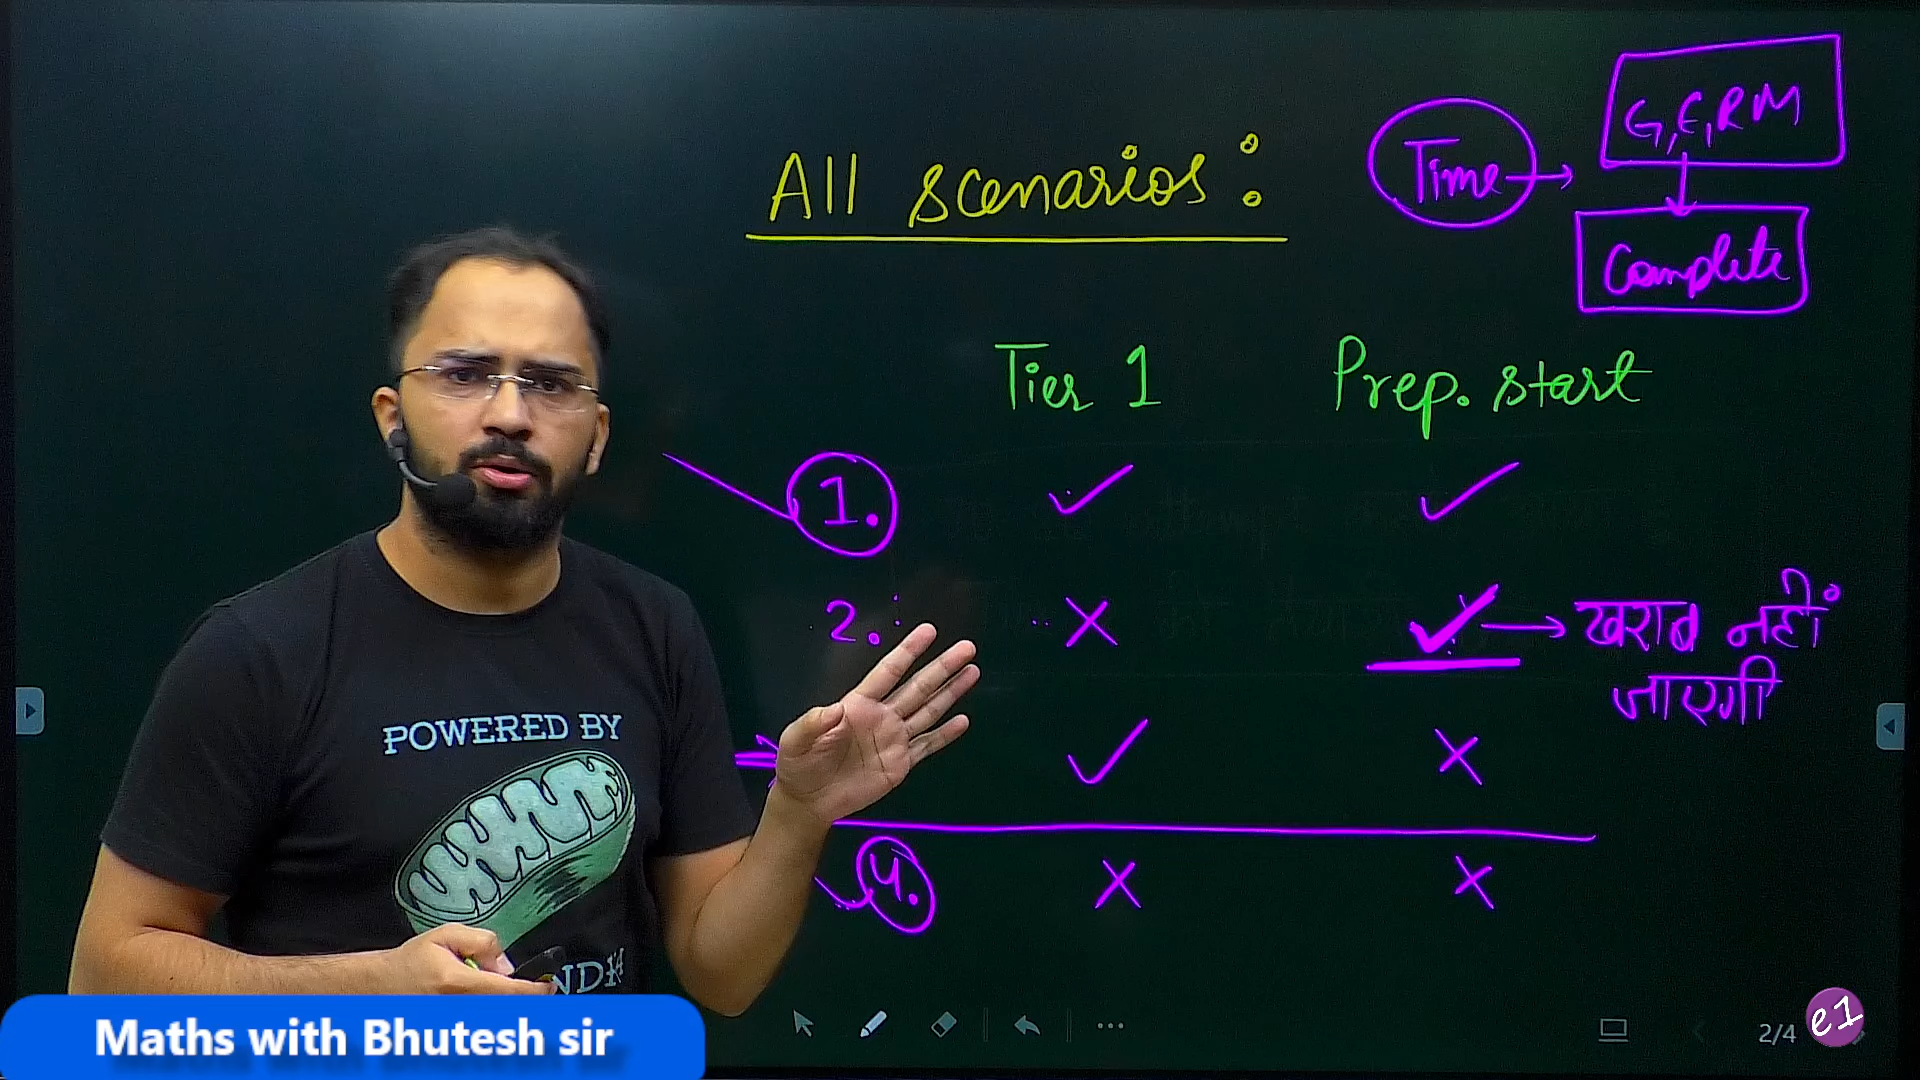 All scenarios:
Time → G, E, RM
Complete
Tier 1 Prep. start
1. ✓ ✓
2. X ✓ → खराब नहीं
जाएगी
✓ X
4. X X
POWERED BY
Maths with Bhutesh sir
2/4
e1